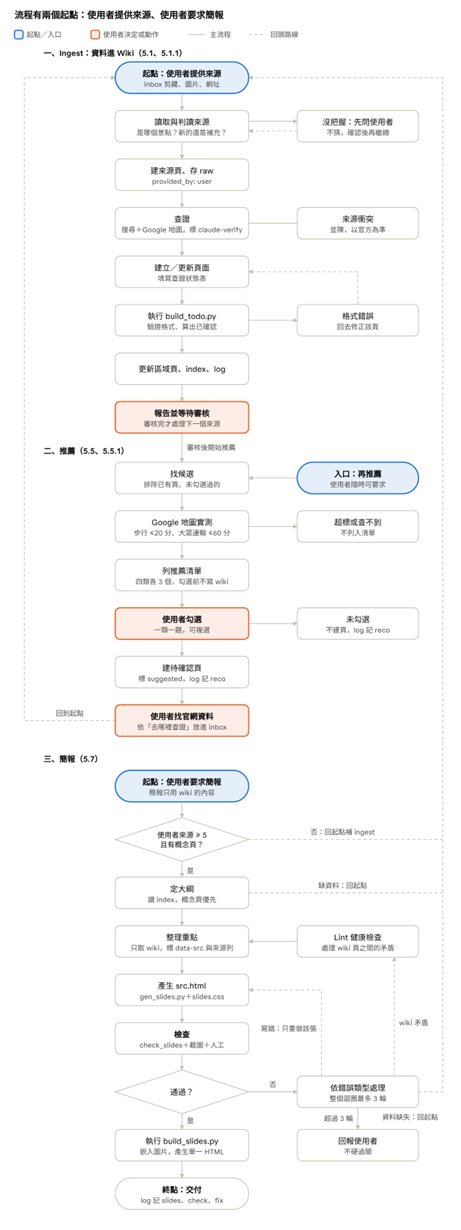 流程有兩個起點：使用者提供來源、使用者要求簡報
起點／入口
使用者決定或動作
主流程
回頭路線
一、Ingest：資料進 Wiki（5.1、5.1.1）
起點：使用者提供來源
inbox 剪藏、圖片、網址
讀取與判讀來源
是哪個景點？新的還是補充？
沒把握：先問使用者
不猜，確認後再繼續
建來源頁、存 raw
provided_by: user
查證
搜尋＋Google 地圖，標 claude-verify
來源衝突
並陳，以官方為準
建立／更新頁面
填寫查證狀態表
執行 build_todo.py
驗證格式、算出已確認
格式錯誤
回去修正該頁
更新區域頁、index、log
報告並等待審核
審核完才處理下一個來源
審核後開始推薦
二、推薦（5.5、5.5.1）
找候選
排除已有頁、未勾選過的
入口：再推薦
使用者隨時可要求
Google 地圖實測
步行 ≤20 分、大眾運輸 ≤60 分
超標或查不到
不列入清單
列推薦清單
四類各 3 個，勾選前不寫 wiki
使用者勾選
一類一題，可複選
未勾選
不建頁，log 記 reco
建待確認頁
標 suggested，log 記 reco
回到起點
使用者找官網資料
依「去哪裡查證」放進 inbox
三、簡報（5.7）
起點：使用者要求簡報
簡報只用 wiki 的內容
使用者來源 ≥ 5
且有概念頁？
否：回起點補 ingest
是
定大綱
讀 index，概念頁優先
缺資料：回起點
整理重點
只取 wiki，標 data-src 與來源列
Lint 健康檢查
處理 wiki 頁之間的矛盾
產生 src.html
gen_slides.py＋slides.css
寫錯：只重做該張
wiki 矛盾
檢查
check_slides＋截圖＋人工
通過？
否
依錯誤類型處理
整個迴圈最多 3 輪
是
超過 3 輪
資料缺失：回起點
執行 build_slides.py
嵌入圖片，產生單一 HTML
回報使用者
不硬過關
終點：交付
log 記 slides、check、fix